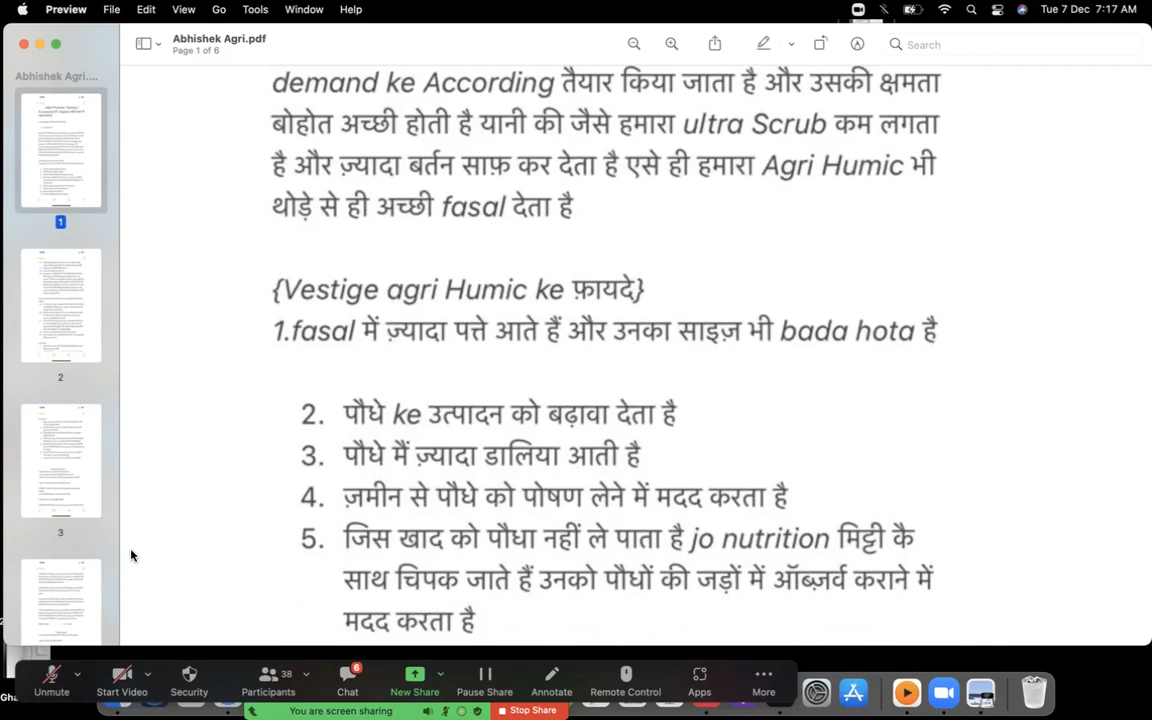 Preview File Edit View Go Tools Window Help Tue 7 Dec 7:17 AM
Abhishek Agri.pdf
Page 1 of 6
Search
Abhishek Agri....
1
2
3
demand ke According तैयार किया जाता है और उसकी क्षमता
बोहोत अच्छी होती है यानी की जैसे हमारा ultra Scrub कम लगता
है और ज़्यादा बर्तन साफ़ कर देता है एसे ही हमारा Agri Humic भी
थोड़े से ही अच्छी fasal देता है
{Vestige agri Humic ke फ़ायदे}
1.fasal में ज़्यादा पत्ते आते हैं और उनका साइज़ भी bada hota है
2. पौधे ke उत्पादन को बढ़ावा देता है
3. पौधे मैं ज़्यादा डालिया आती है
4. ज़मीन से पौधे को पोषण लेने में मदद करता है
5. जिस खाद को पौधा नहीं ले पाता है jo nutrition मिट्टी कै
साथ चिपक जाते हैं उनको पौधों की जड़ों में ऑब्ज़र्व कराने में
मदद करता है
6 38
Unmute Start Video Security Participants Chat New Share Pause Share Annotate Remote Control Apps More
You are screen sharing Stop Share